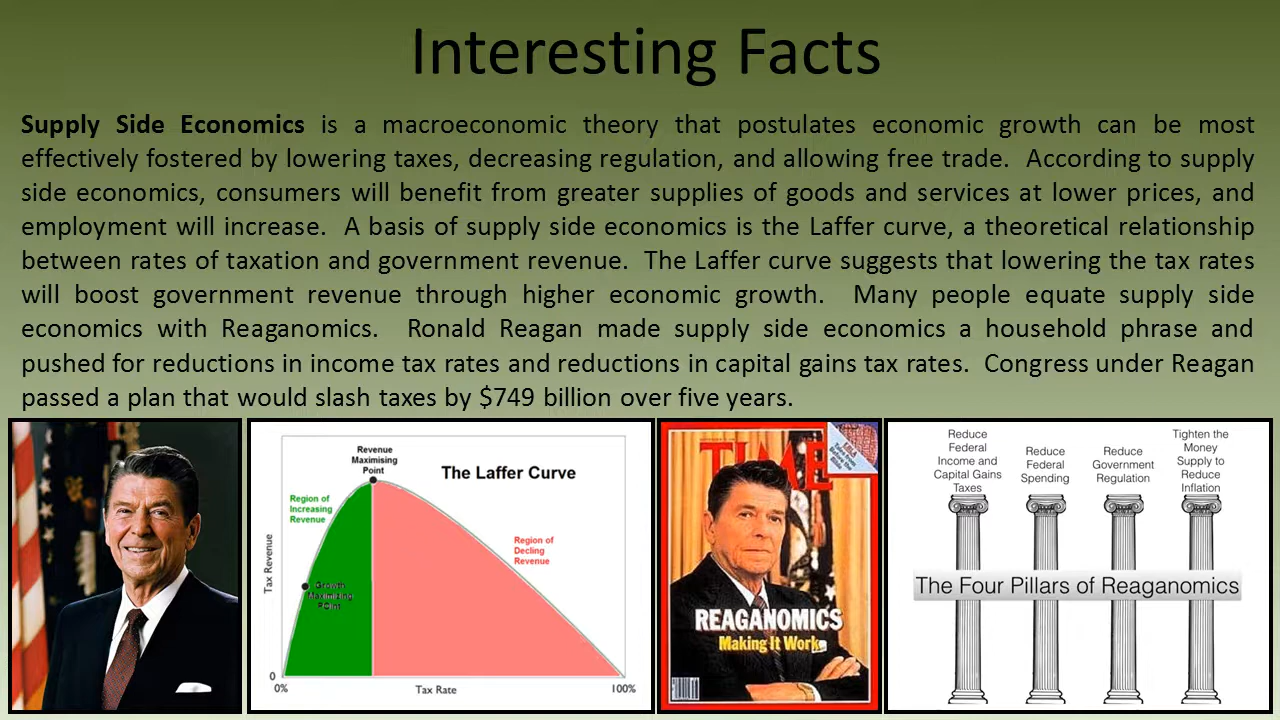 Interesting Facts
Supply Side Economics is a macroeconomic theory that postulates economic growth can be most
effectively fostered by lowering taxes, decreasing regulation, and allowing free trade. According to supply
side economics, consumers will benefit from greater supplies of goods and services at lower prices, and
employment will increase. A basis of supply side economics is the Laffer curve, a theoretical relationship
between rates of taxation and government revenue. The Laffer curve suggests that lowering the tax rates
will boost government revenue through higher economic growth. Many people equate supply side
economics with Reaganomics. Ronald Reagan made supply side economics a household phrase and
pushed for reductions in income tax rates and reductions in capital gains tax rates. Congress under Reagan
passed a plan that would slash taxes by $749 billion over five years.
Revenue
Maximising
Point
The Laffer Curve
Region of
Increasing
Revenue
Region of
Decling
Revenue
Growth
Maximizing
Point
Tax Revenue
0
0%
Tax Rate
100%
TIME
REAGANOMICS
Making It Work
Reduce
Federal
Income and
Capital Gains
Taxes
Reduce
Federal
Spending
Reduce
Government
Regulation
Tighten the
Money
Supply to
Reduce
Inflation
The Four Pillars of Reaganomics